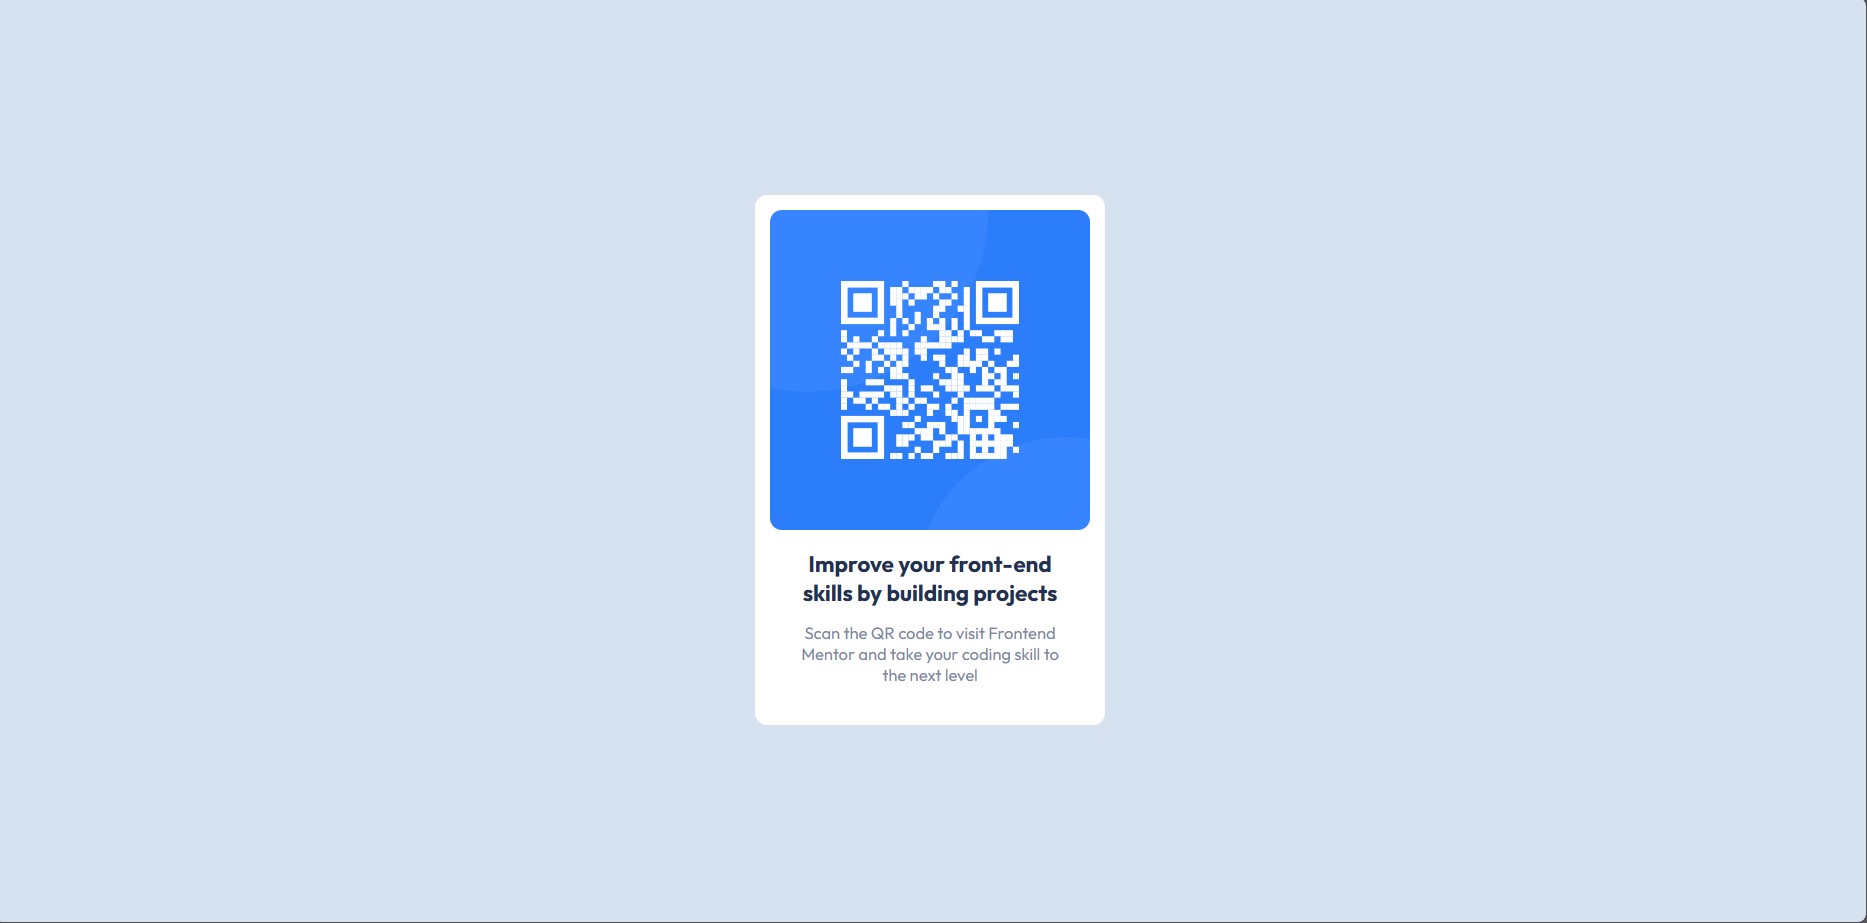 Improve your front-end
skills by building projects
Scan the QR code to visit Frontend
Mentor and take your coding skill to
the next level